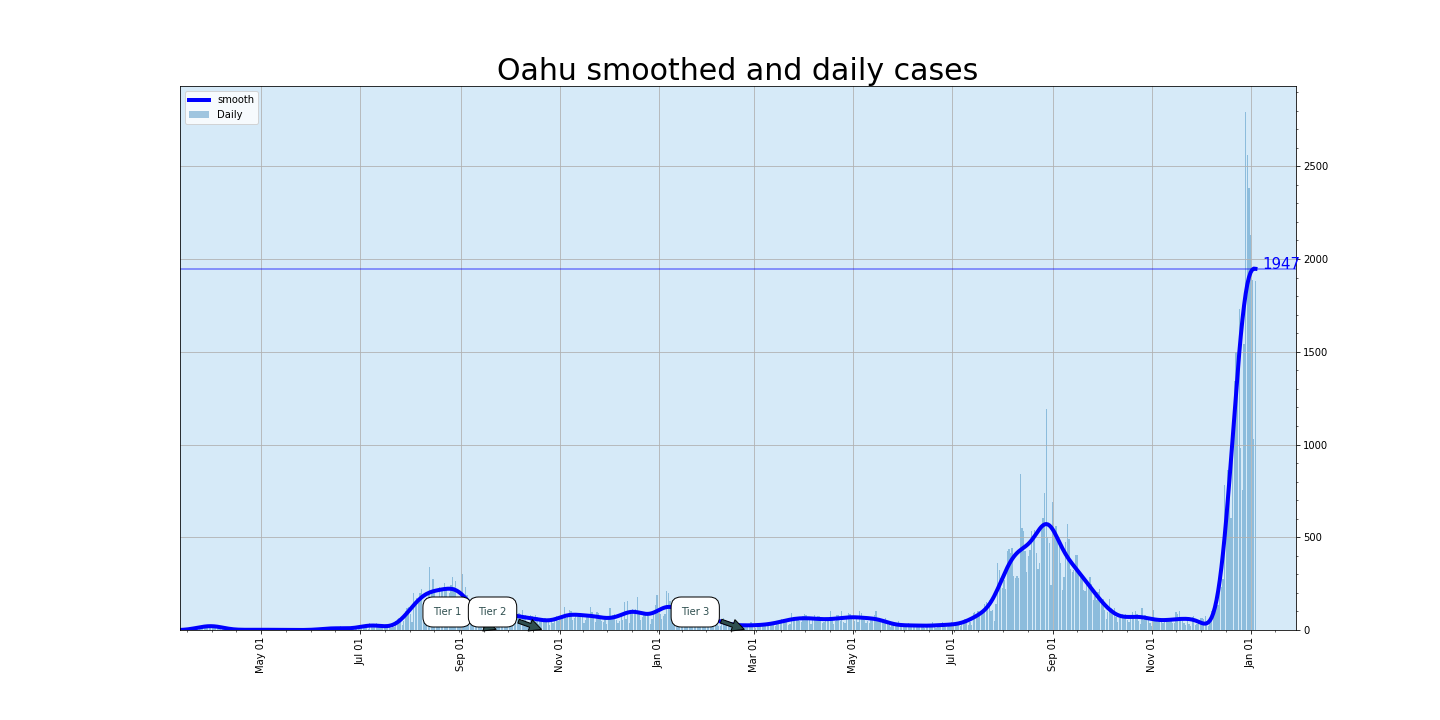 Oahu smoothed and daily cases
smooth
Daily
2500
2000
1947
1500
1000
500
0
Tier 1
Tier 2
Tier 3
May 01
Jul 01
Sep 01
Nov 01
Jan 01
Mar 01
May 01
Jul 01
Sep 01
Nov 01
Jan 01